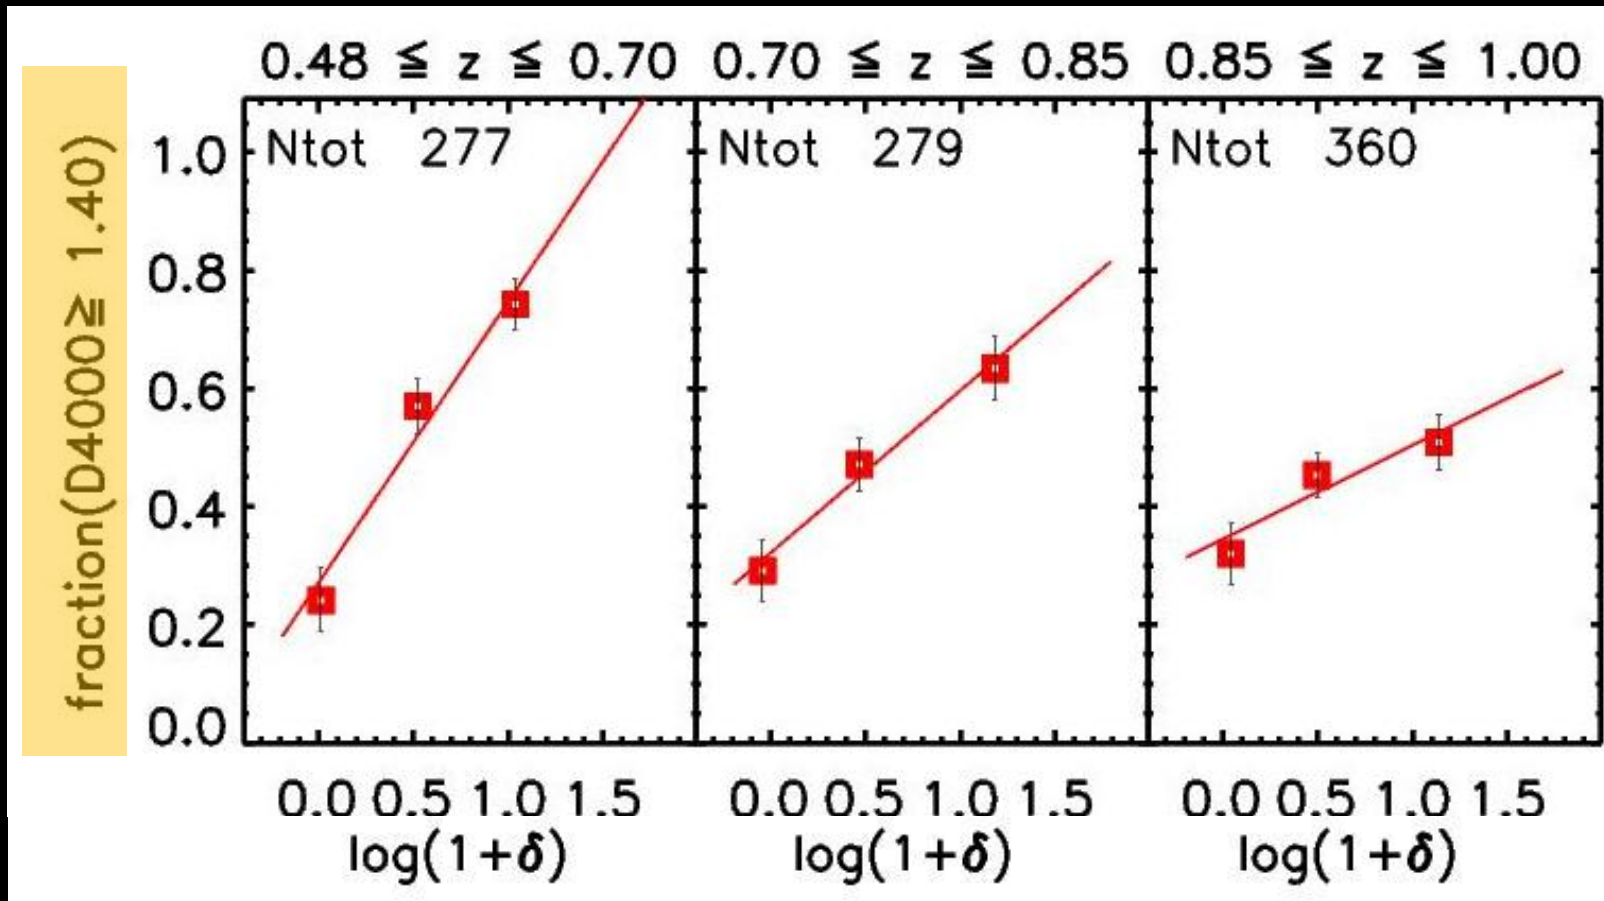 0.48 ≦ z ≦ 0.70 0.70 ≦ z ≦ 0.85 0.85 ≦ z ≦ 1.00
Ntot 277 Ntot 279 Ntot 360
fraction(D4000≧ 1.40)
1.0
0.8
0.6
0.4
0.2
0.0
0.0 0.5 1.0 1.5 0.0 0.5 1.0 1.5 0.0 0.5 1.0 1.5
log(1+δ) log(1+δ) log(1+δ)